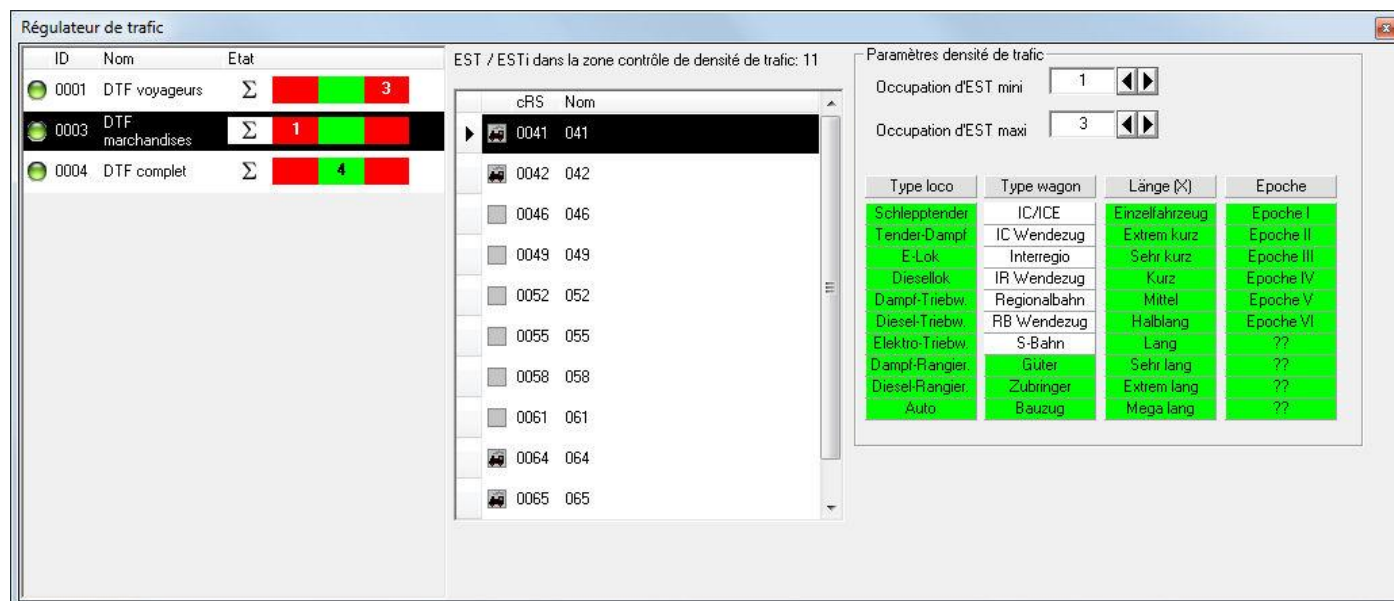 Régulateur de trafic
ID Nom Etat
0001 DTF voyageurs Σ 3
0003 DTF marchandises Σ 1
0004 DTF complet Σ 4
EST / ESTi dans la zone contrôle de densité de trafic: 11
cRS Nom
0041 041
0042 042
0046 046
0049 049
0052 052
0055 055
0058 058
0061 061
0064 064
0065 065
Paramètres densité de trafic
Occupation d'EST mini 1
Occupation d'EST maxi 3
Type loco Type wagon Länge (X) Epoche
Schlepptender IC/ICE Einzelfahrzeug Epoche I
Tender-Dampf IC Wendezug Extrem kurz Epoche II
E-Lok Interregio Sehr kurz Epoche III
Diesellok IR Wendezug Kurz Epoche IV
Dampf-Triebw. Regionalbahn Mittel Epoche V
Diesel-Triebw. RB Wendezug Halblang Epoche VI
Elektro-Triebw. S-Bahn Lang ??
Dampf-Rangier. Güter Sehr lang ??
Diesel-Rangier. Zubringer Extrem lang ??
Auto Bauzug Mega lang ??